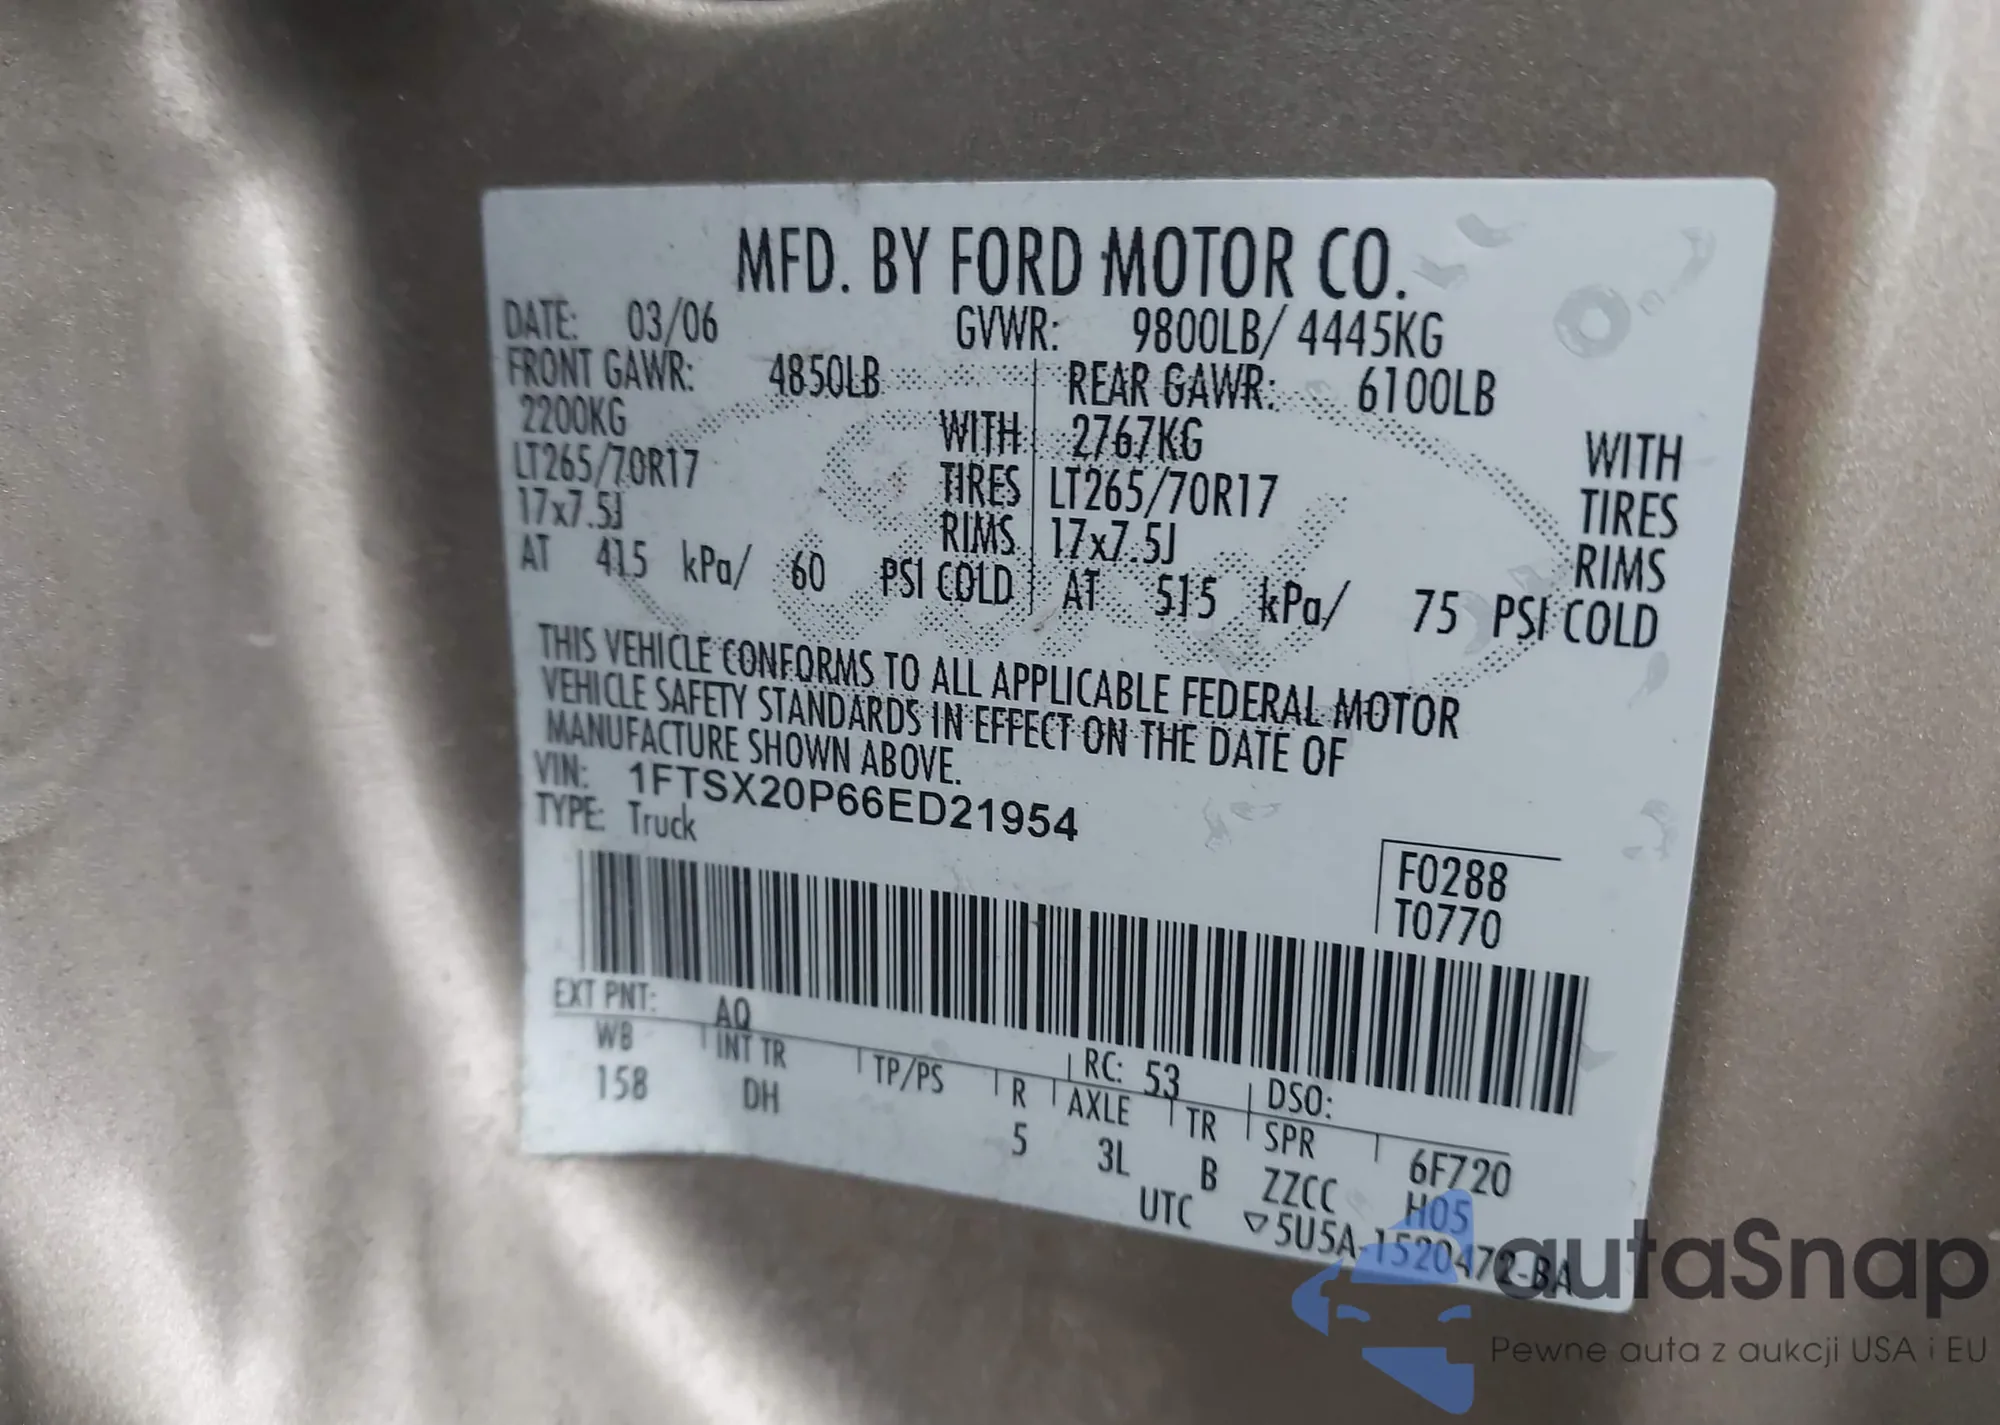 MFD. BY FORD MOTOR CO.
DATE: 03/06 GVWR: 9800LB/ 4445KG
FRONT GAWR: 4850LB REAR GAWR: 6100LB
2200KG WITH 2767KG WITH
LT265/70R17 TIRES LT265/70R17 TIRES
17x7.5J RIMS 17x7.5J RIMS
AT 415 kPa/ 60 PSI COLD AT 515 kPa/ 75 PSI COLD
THIS VEHICLE CONFORMS TO ALL APPLICABLE FEDERAL MOTOR
VEHICLE SAFETY STANDARDS IN EFFECT ON THE DATE OF
MANUFACTURE SHOWN ABOVE.
VIN: 1FTSX20P66ED21954
TYPE: Truck
F0288
T0770
EXT PNT: AQ RC: 53 DSO:
WB INT TR TP/PS R AXLE TR SPR 6F720
158 DH 5 3L B ZZCC H05
UTC ▽5U5A-1520472-BA
autaSnap
Pewne auta z aukcji USA i EU